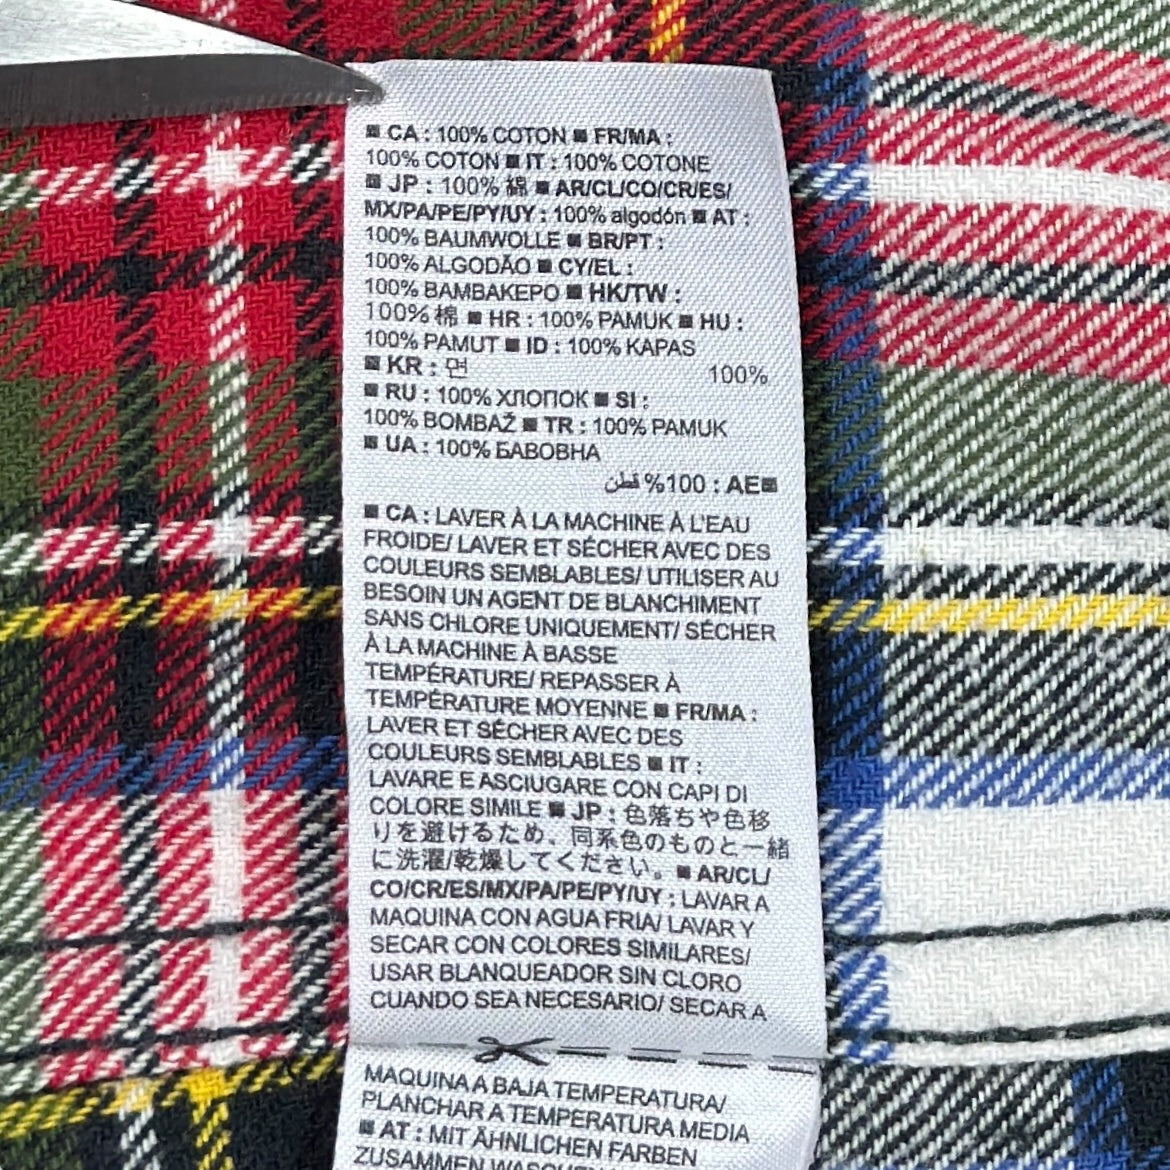 ■ CA : 100% COTON ■ FR/MA :
100% COTON ■ IT : 100% COTONE
■ JP : 100% 綿 ■ AR/CL/CO/CR/ES/
MX/PA/PE/PY/UY : 100% algodón ■ AT :
100% BAUMWOLLE ■ BR/PT :
100% ALGODÃO ■ CY/EL :
100% ΒΑΜΒΑΚΕΡΟ ■ HK/TW :
100% 棉 ■ HR : 100% PAMUK ■ HU :
100% PAMUT ■ ID : 100% KAPAS
■ KR : 면 100%
■ RU : 100% ХЛОПОК ■ SI :
100% BOMBAŽ ■ TR : 100% PAMUK
■ UA : 100% БАВОВНА
■AE : 100% قطن
■ CA : LAVER À LA MACHINE À L'EAU
FROIDE/ LAVER ET SÉCHER AVEC DES
COULEURS SEMBLABLES/ UTILISER AU
BESOIN UN AGENT DE BLANCHIMENT
SANS CHLORE UNIQUEMENT/ SÉCHER
À LA MACHINE À BASSE
TEMPÉRATURE/ REPASSER À
TEMPÉRATURE MOYENNE ■ FR/MA :
LAVER ET SÉCHER AVEC DES
COULEURS SEMBLABLES ■ IT :
LAVARE E ASCIUGARE CON CAPI DI
COLORE SIMILE ■ JP : 色落ちや色移
りを避けるため、同系色のものと一緒
に洗濯/乾燥してください。■ AR/CL/
CO/CR/ES/MX/PA/PE/PY/UY : LAVAR A
MAQUINA CON AGUA FRIA/ LAVAR Y
SECAR CON COLORES SIMILARES/
USAR BLANQUEADOR SIN CLORO
CUANDO SEA NECESARIO/ SECAR A
MAQUINA A BAJA TEMPERATURA/
PLANCHAR A TEMPERATURA MEDIA
■ AT : MIT ÄHNLICHEN FARBEN
ZUSAMMEN